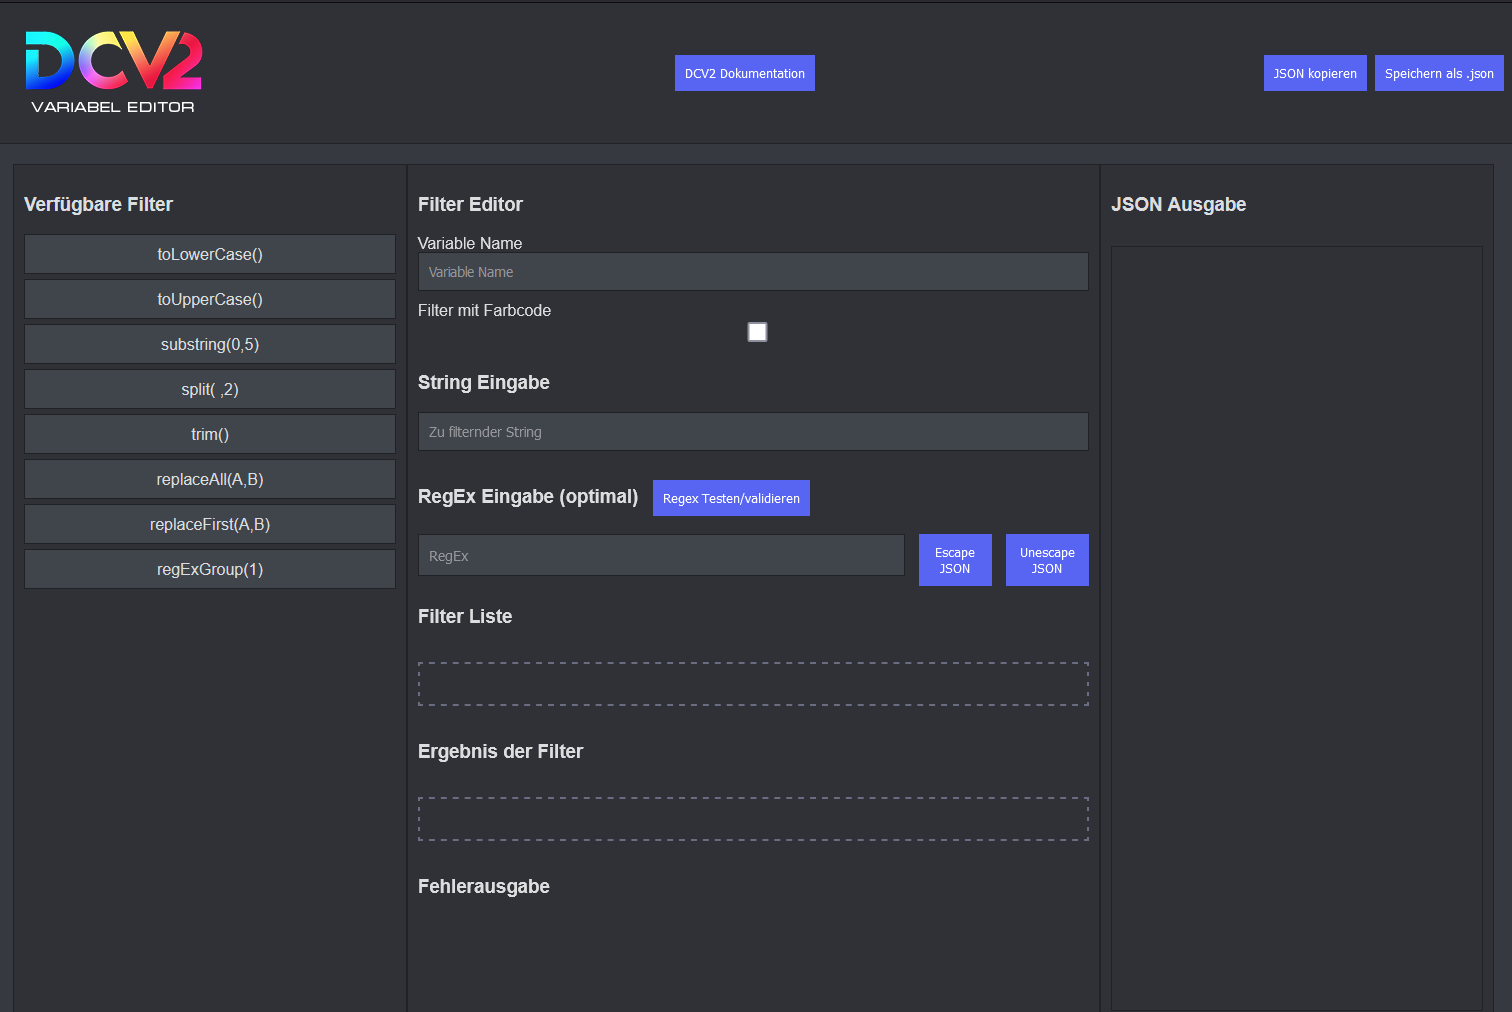 DCV2
VARIABEL EDITOR
DCV2 Dokumentation
JSON kopieren
Speichern als .json
Verfügbare Filter
toLowerCase()
toUpperCase()
substring(0,5)
split( ,2)
trim()
replaceAll(A,B)
replaceFirst(A,B)
regExGroup(1)
Filter Editor
Variable Name
Variable Name
Filter mit Farbcode
String Eingabe
Zu filternder String
RegEx Eingabe (optimal)
Regex Testen/validieren
RegEx
Escape
JSON
Unescape
JSON
Filter Liste
Ergebnis der Filter
Fehlerausgabe
JSON Ausgabe